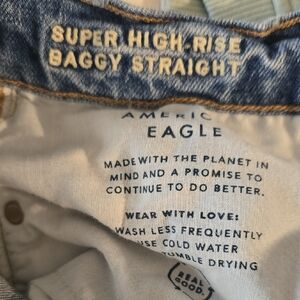 SUPER HIGH-RISE
BAGGY STRAIGHT
AMERIC
EAGLE
MADE WITH THE PLANET IN
MIND AND A PROMISE TO
CONTINUE TO DO BETTER.
WEAR WITH LOVE:
WASH LESS FREQUENTLY
USE COLD WATER
TUMBLE DRYING
REAL
GOOD.